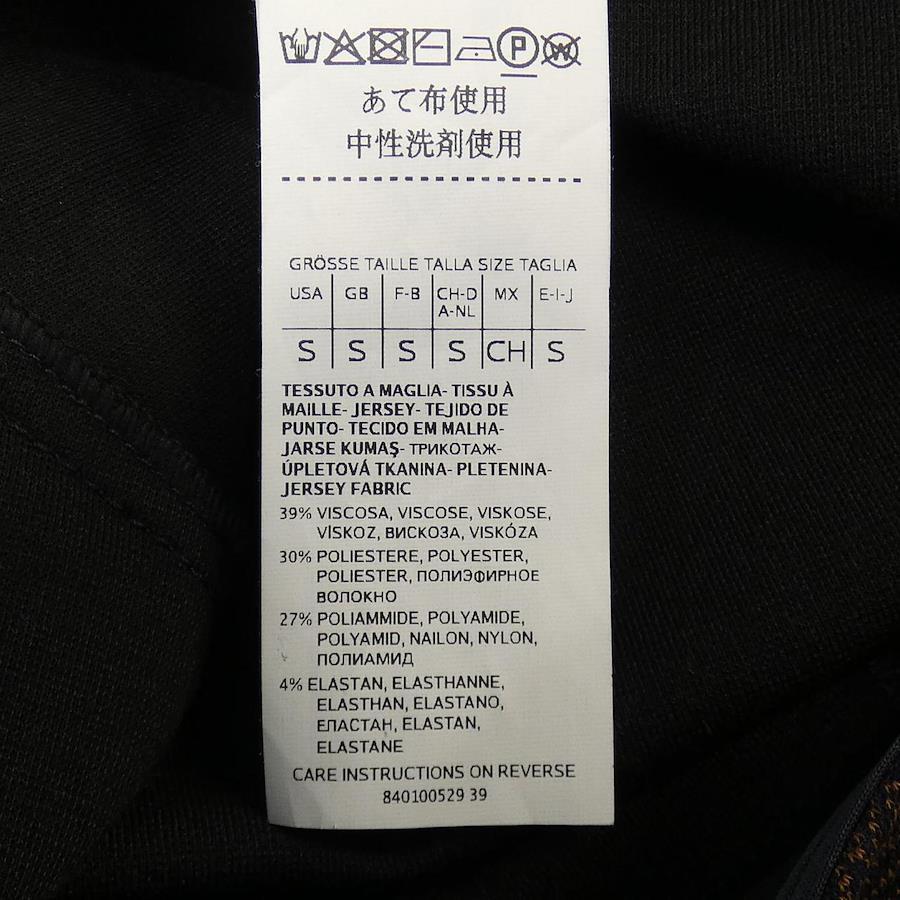 P W
あて布使用
中性洗剤使用
GRÖSSE TAILLE TALLA SIZE TAGLIA
USA GB F-B CH-D A-NL MX E-I-J
S S S S CH S
TESSUTO A MAGLIA- TISSU À
MAILLE- JERSEY- TEJIDO DE
PUNTO- TECIDO EM MALHA-
JARSE KUMAŞ- ТРИКОТАЖ-
ÚPLETOVÁ TKANINA- PLETENINA-
JERSEY FABRIC
39% VISCOSA, VISCOSE, VISKOSE,
VİSKOZ, ВИСКОЗА, VISKÓZA
30% POLIESTERE, POLYESTER,
POLIESTER, ПОЛИЭФИРНОЕ
ВОЛОКНО
27% POLIAMMIDE, POLYAMIDE,
POLYAMID, NAILON, NYLON,
ПОЛИАМИД
4% ELASTAN, ELASTHANNE,
ELASTHAN, ELASTANO,
ЕЛАСТАН, ELASTAN,
ELASTANE
CARE INSTRUCTIONS ON REVERSE
840100529 39